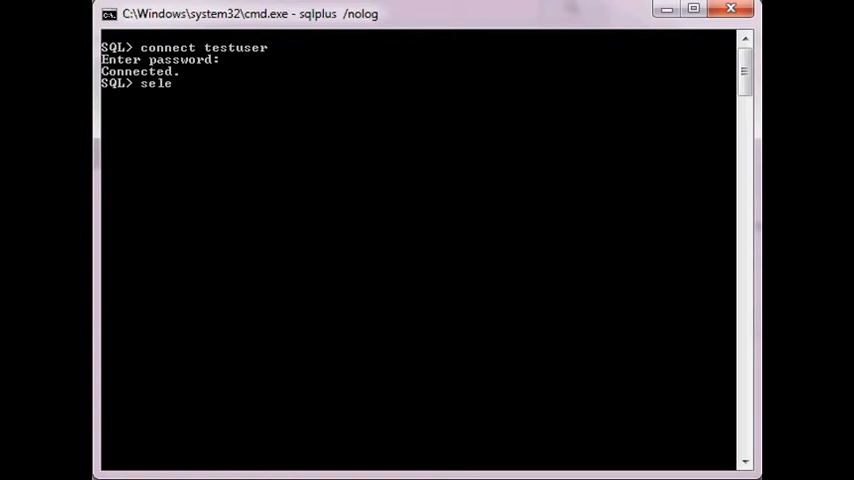 C:\Windows\system32\cmd.exe - sqlplus /nolog
SQL> connect testuser
Enter password:
Connected.
SQL> sele